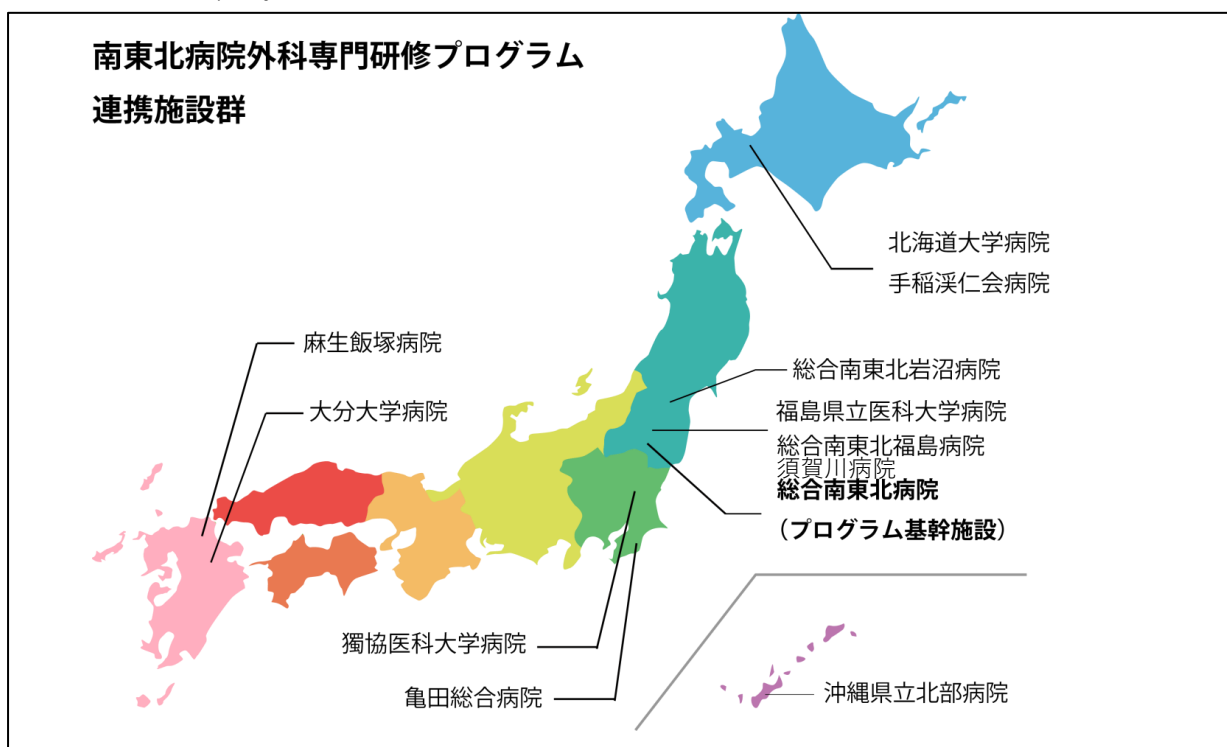 南東北病院外科専門研修プログラム
連携施設群
北海道大学病院
手稲渓仁会病院
麻生飯塚病院
大分大学病院
総合南東北岩沼病院
福島県立医科大学病院
総合南東北福島病院
須賀川病院
総合南東北病院
（プログラム基幹施設）
獨協医科大学病院
亀田総合病院
沖縄県立北部病院